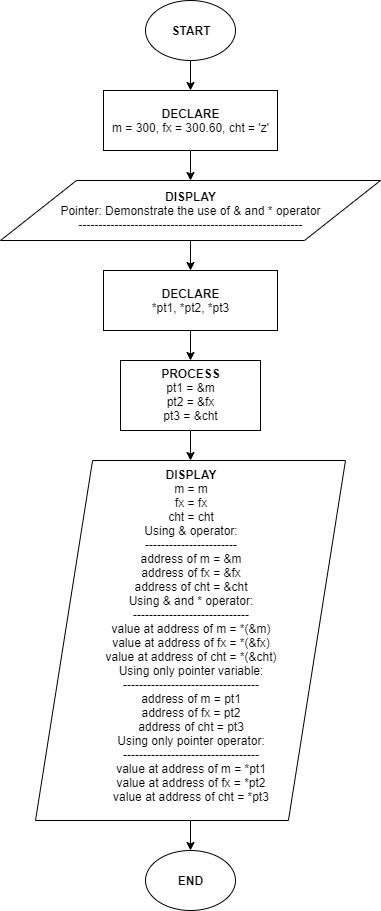 START
DECLARE
m = 300, fx = 300.60, cht = 'z'
DISPLAY
Pointer: Demonstrate the use of & and * operator
--------------------------------------------------------
DECLARE
*pt1, *pt2, *pt3
PROCESS
pt1 = &m
pt2 = &fx
pt3 = &cht
DISPLAY
m = m
fx = fx
cht = cht
Using & operator:
-----------------------
address of m = &m
address of fx = &fx
address of cht = &cht
Using & and * operator:
-----------------------------
value at address of m = *(&m)
value at address of fx = *(&fx)
value at address of cht = *(&cht)
Using only pointer variable:
----------------------------------
address of m = pt1
address of fx = pt2
address of cht = pt3
Using only pointer operator:
----------------------------------
value at address of m = *pt1
value at address of fx = *pt2
value at address of cht = *pt3
END